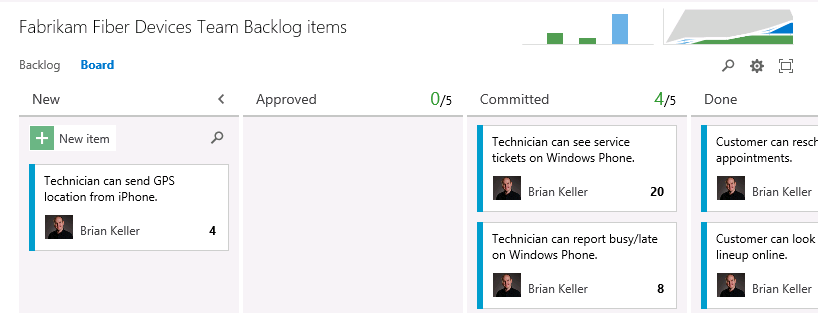 Fabrikam Fiber Devices Team Backlog items
Backlog Board
New
Approved 0/5
Committed 4/5
Done
New item
Technician can send GPS
location from iPhone.
Brian Keller 4
Technician can see service
tickets on Windows Phone.
Brian Keller 20
Technician can report busy/late
on Windows Phone.
Brian Keller 8
Customer can resch
appointments.
Brian Keller
Customer can look
lineup online.
Brian Keller